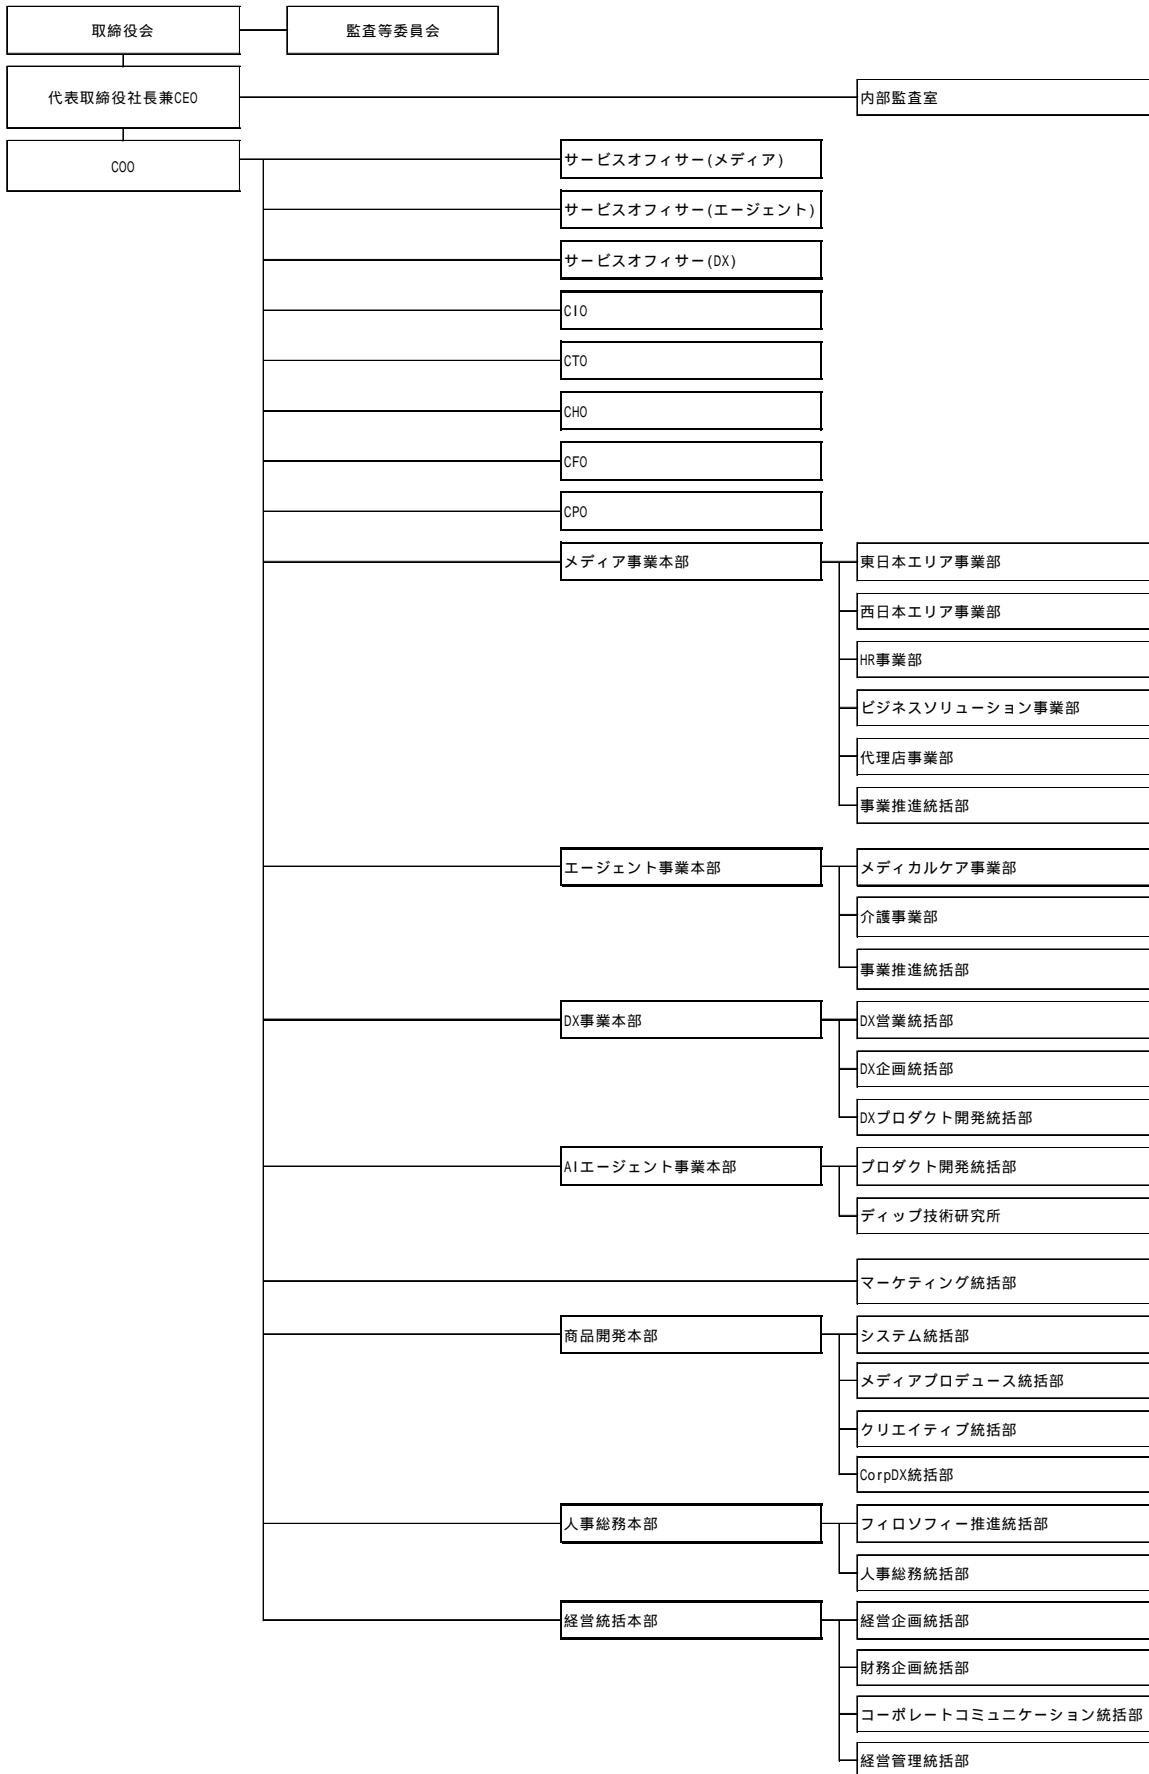 取締役会
監査等委員会
代表取締役社長兼CEO
内部監査室
COO
サービスオフィサー(メディア)
サービスオフィサー(エージェント)
サービスオフィサー(DX)
CIO
CTO
CHO
CFO
CPO
メディア事業本部
東日本エリア事業部
西日本エリア事業部
HR事業部
ビジネスソリューション事業部
代理店事業部
事業推進統括部
エージェント事業本部
メディカルケア事業部
介護事業部
事業推進統括部
DX事業本部
DX営業統括部
DX企画統括部
DXプロダクト開発統括部
AIエージェント事業本部
プロダクト開発統括部
ディップ技術研究所
マーケティング統括部
商品開発本部
システム統括部
メディアプロデュース統括部
クリエイティブ統括部
CorpDX統括部
人事総務本部
フィロソフィー推進統括部
人事総務統括部
経営統括本部
経営企画統括部
財務企画統括部
コーポレートコミュニケーション統括部
経営管理統括部